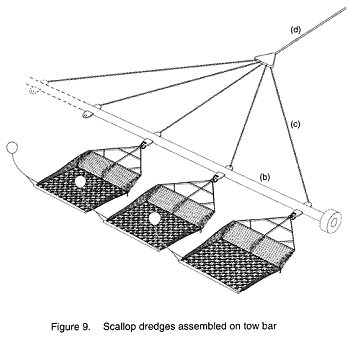 (d)
(c)
(b)
Figure 9. Scallop dredges assembled on tow bar